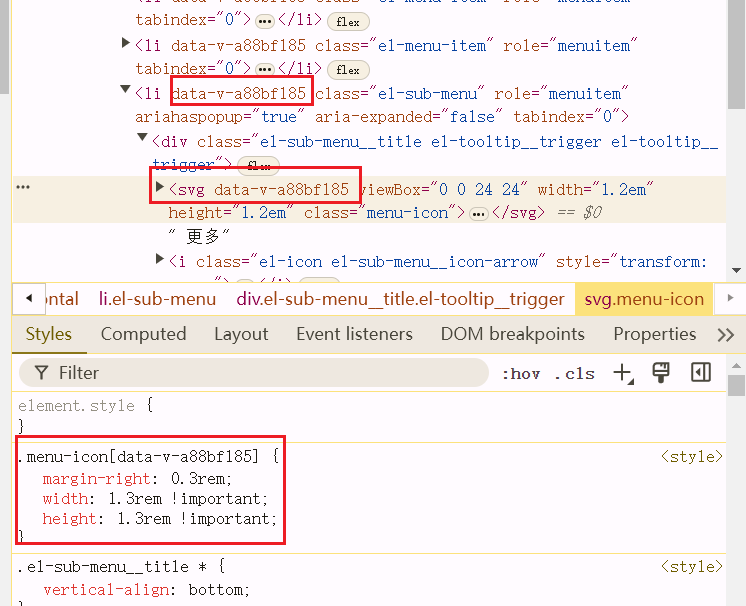 tabindex="0">…</li> flex
<li data-v-a88bf185 class="el-menu-item" role="menuitem"
tabindex="0">…</li> flex
<li data-v-a88bf185 class="el-sub-menu" role="menuitem"
ariahaspopup="true" aria-expanded="false" tabindex="0">
<div class="el-sub-menu__title el-tooltip__trigger el-tooltip__
trigger"> flex
<svg data-v-a88bf185 viewBox="0 0 24 24" width="1.2em"
height="1.2em" class="menu-icon">…</svg> == $0
" 更多"
<i class="el-icon el-sub-menu__icon-arrow" style="transform:
ontal li.el-sub-menu div.el-sub-menu__title.el-tooltip__trigger svg.menu-icon
Styles Computed Layout Event listeners DOM breakpoints Properties
Filter :hov .cls
element.style {
}
.menu-icon[data-v-a88bf185] { <style>
margin-right: 0.3rem;
width: 1.3rem !important;
height: 1.3rem !important;
}
.el-sub-menu__title * { <style>
vertical-align: bottom;